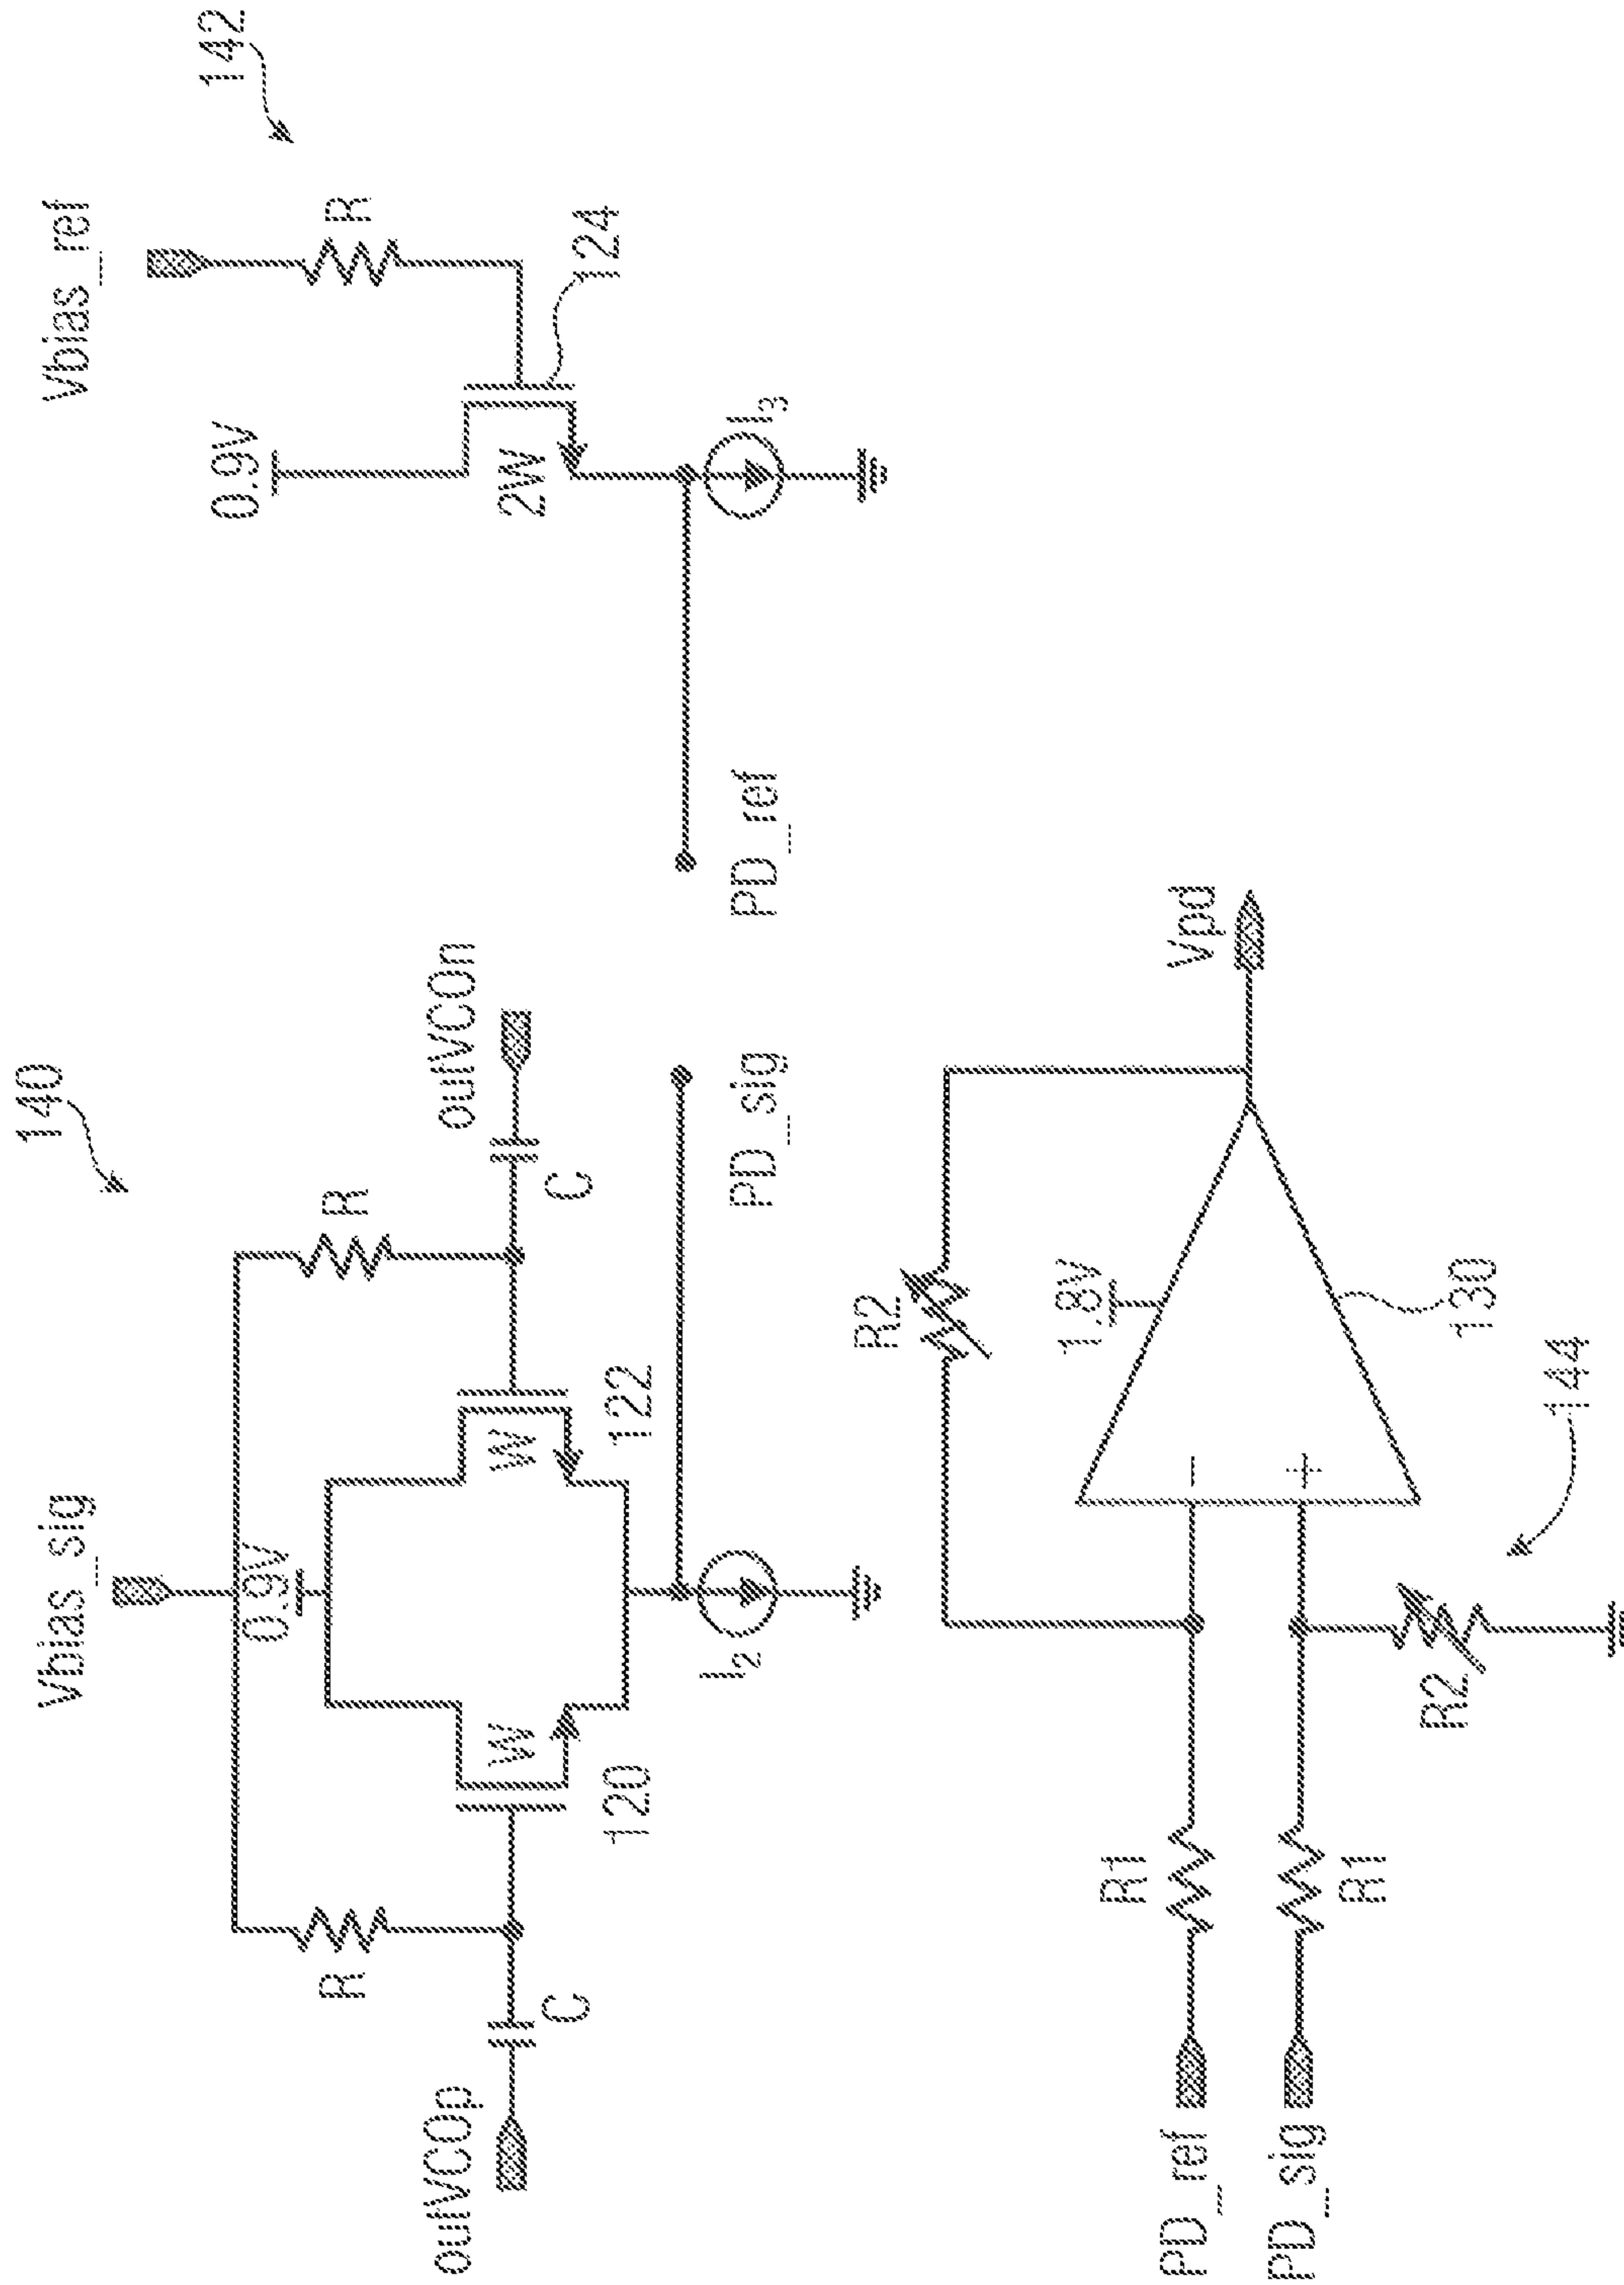 140
Vbias_sig
0.9V
R
R
outVCOp
C
W
W
C
outVCOn
120
122
I2
PD_sig
142
Vbias_ref
0.9V
R
2W
124
PD_ref
I3
R2
1.8V
PD_ref
R1
−
Vpd
PD_sig
R1
+
130
R2
144